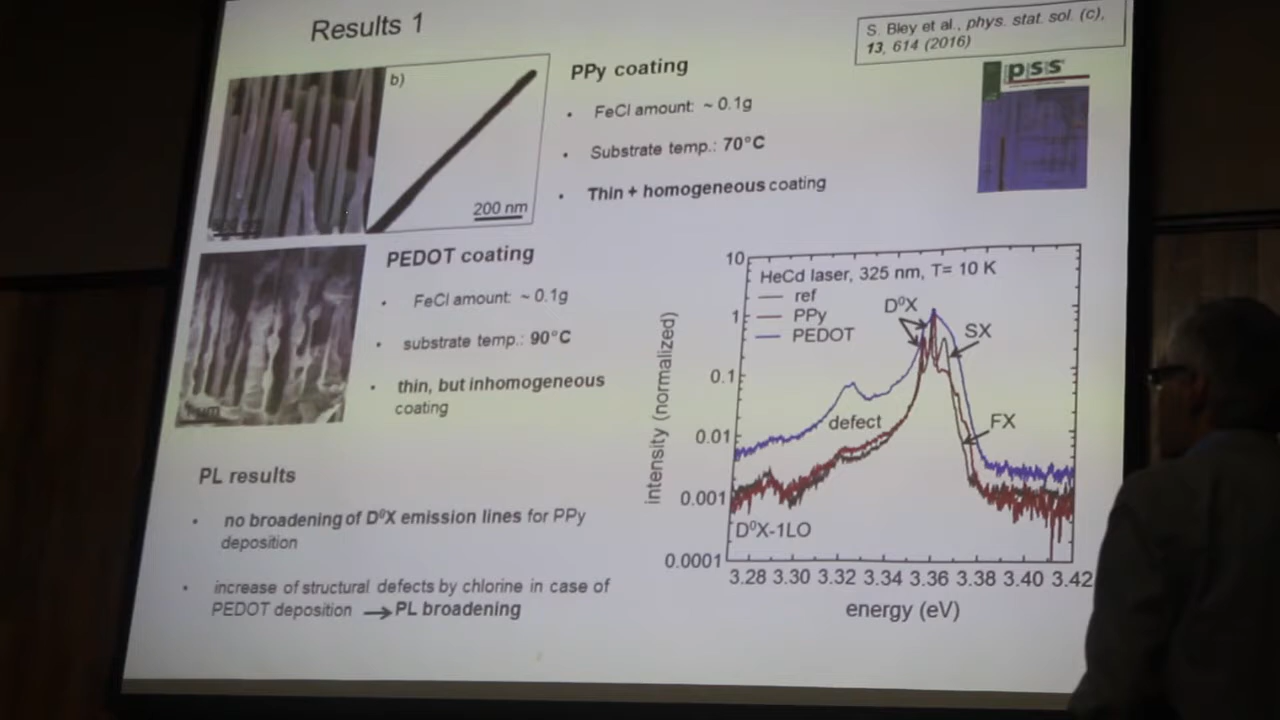 Results 1
S. Bley et al., phys. stat. sol. (c),
13, 614 (2016)
pss
b)
200 nm
PPy coating
• FeCl amount: ~ 0.1g
• Substrate temp.: 70°C
• Thin + homogeneous coating
PEDOT coating
• FeCl amount: ~ 0.1g
• substrate temp.: 90°C
• thin, but inhomogeneous
coating
PL results
• no broadening of D⁰X emission lines for PPy
deposition
• increase of structural defects by chlorine in case of
PEDOT deposition → PL broadening
HeCd laser, 325 nm, T= 10 K
ref
PPy
PEDOT
D⁰X
SX
FX
defect
D⁰X-1LO
10
1
0.1
0.01
0.001
0.0001
intensity (normalized)
3.28 3.30 3.32 3.34 3.36 3.38 3.40 3.42
energy (eV)